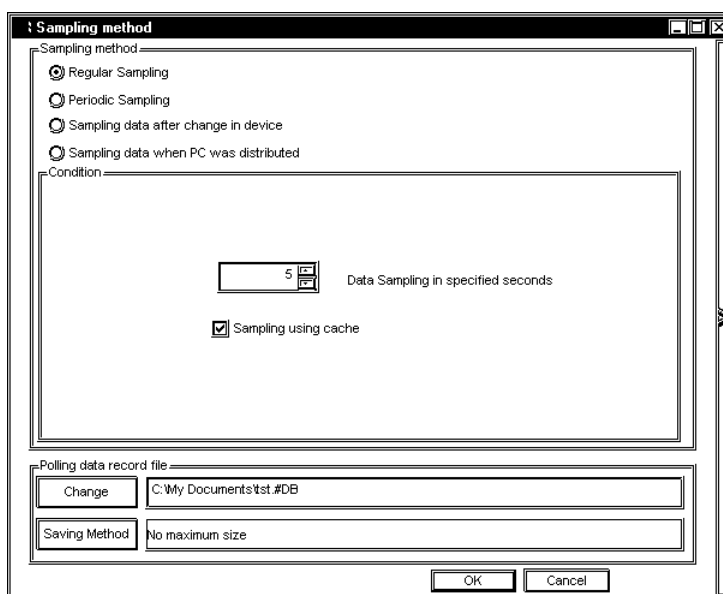 Sampling method
Sampling method
Regular Sampling
Periodic Sampling
Sampling data after change in device
Sampling data when PC was distributed
Condition
5 Data Sampling in specified seconds
Sampling using cache
Polling data record file
Change C:\My Documents\tst.#DB
Saving Method No maximum size
OK Cancel